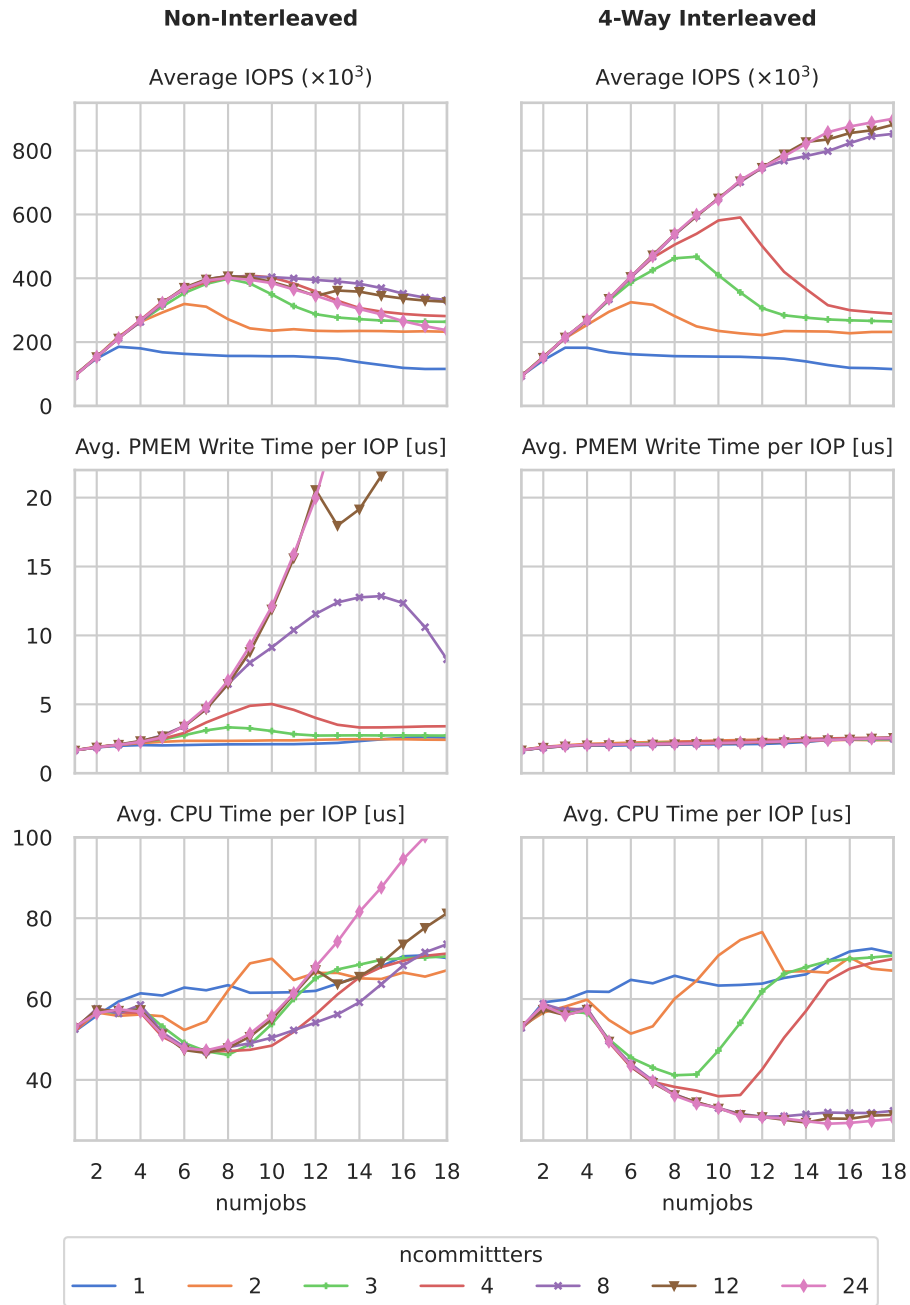 Non-Interleaved
4-Way Interleaved
Average IOPS (×10³)
Average IOPS (×10³)
800
600
400
200
0
Avg. PMEM Write Time per IOP [us]
Avg. PMEM Write Time per IOP [us]
20
15
10
5
0
Avg. CPU Time per IOP [us]
Avg. CPU Time per IOP [us]
100
80
60
40
2 4 6 8 10 12 14 16 18
2 4 6 8 10 12 14 16 18
numjobs
numjobs
ncommittters
1 2 3 4 8 12 24